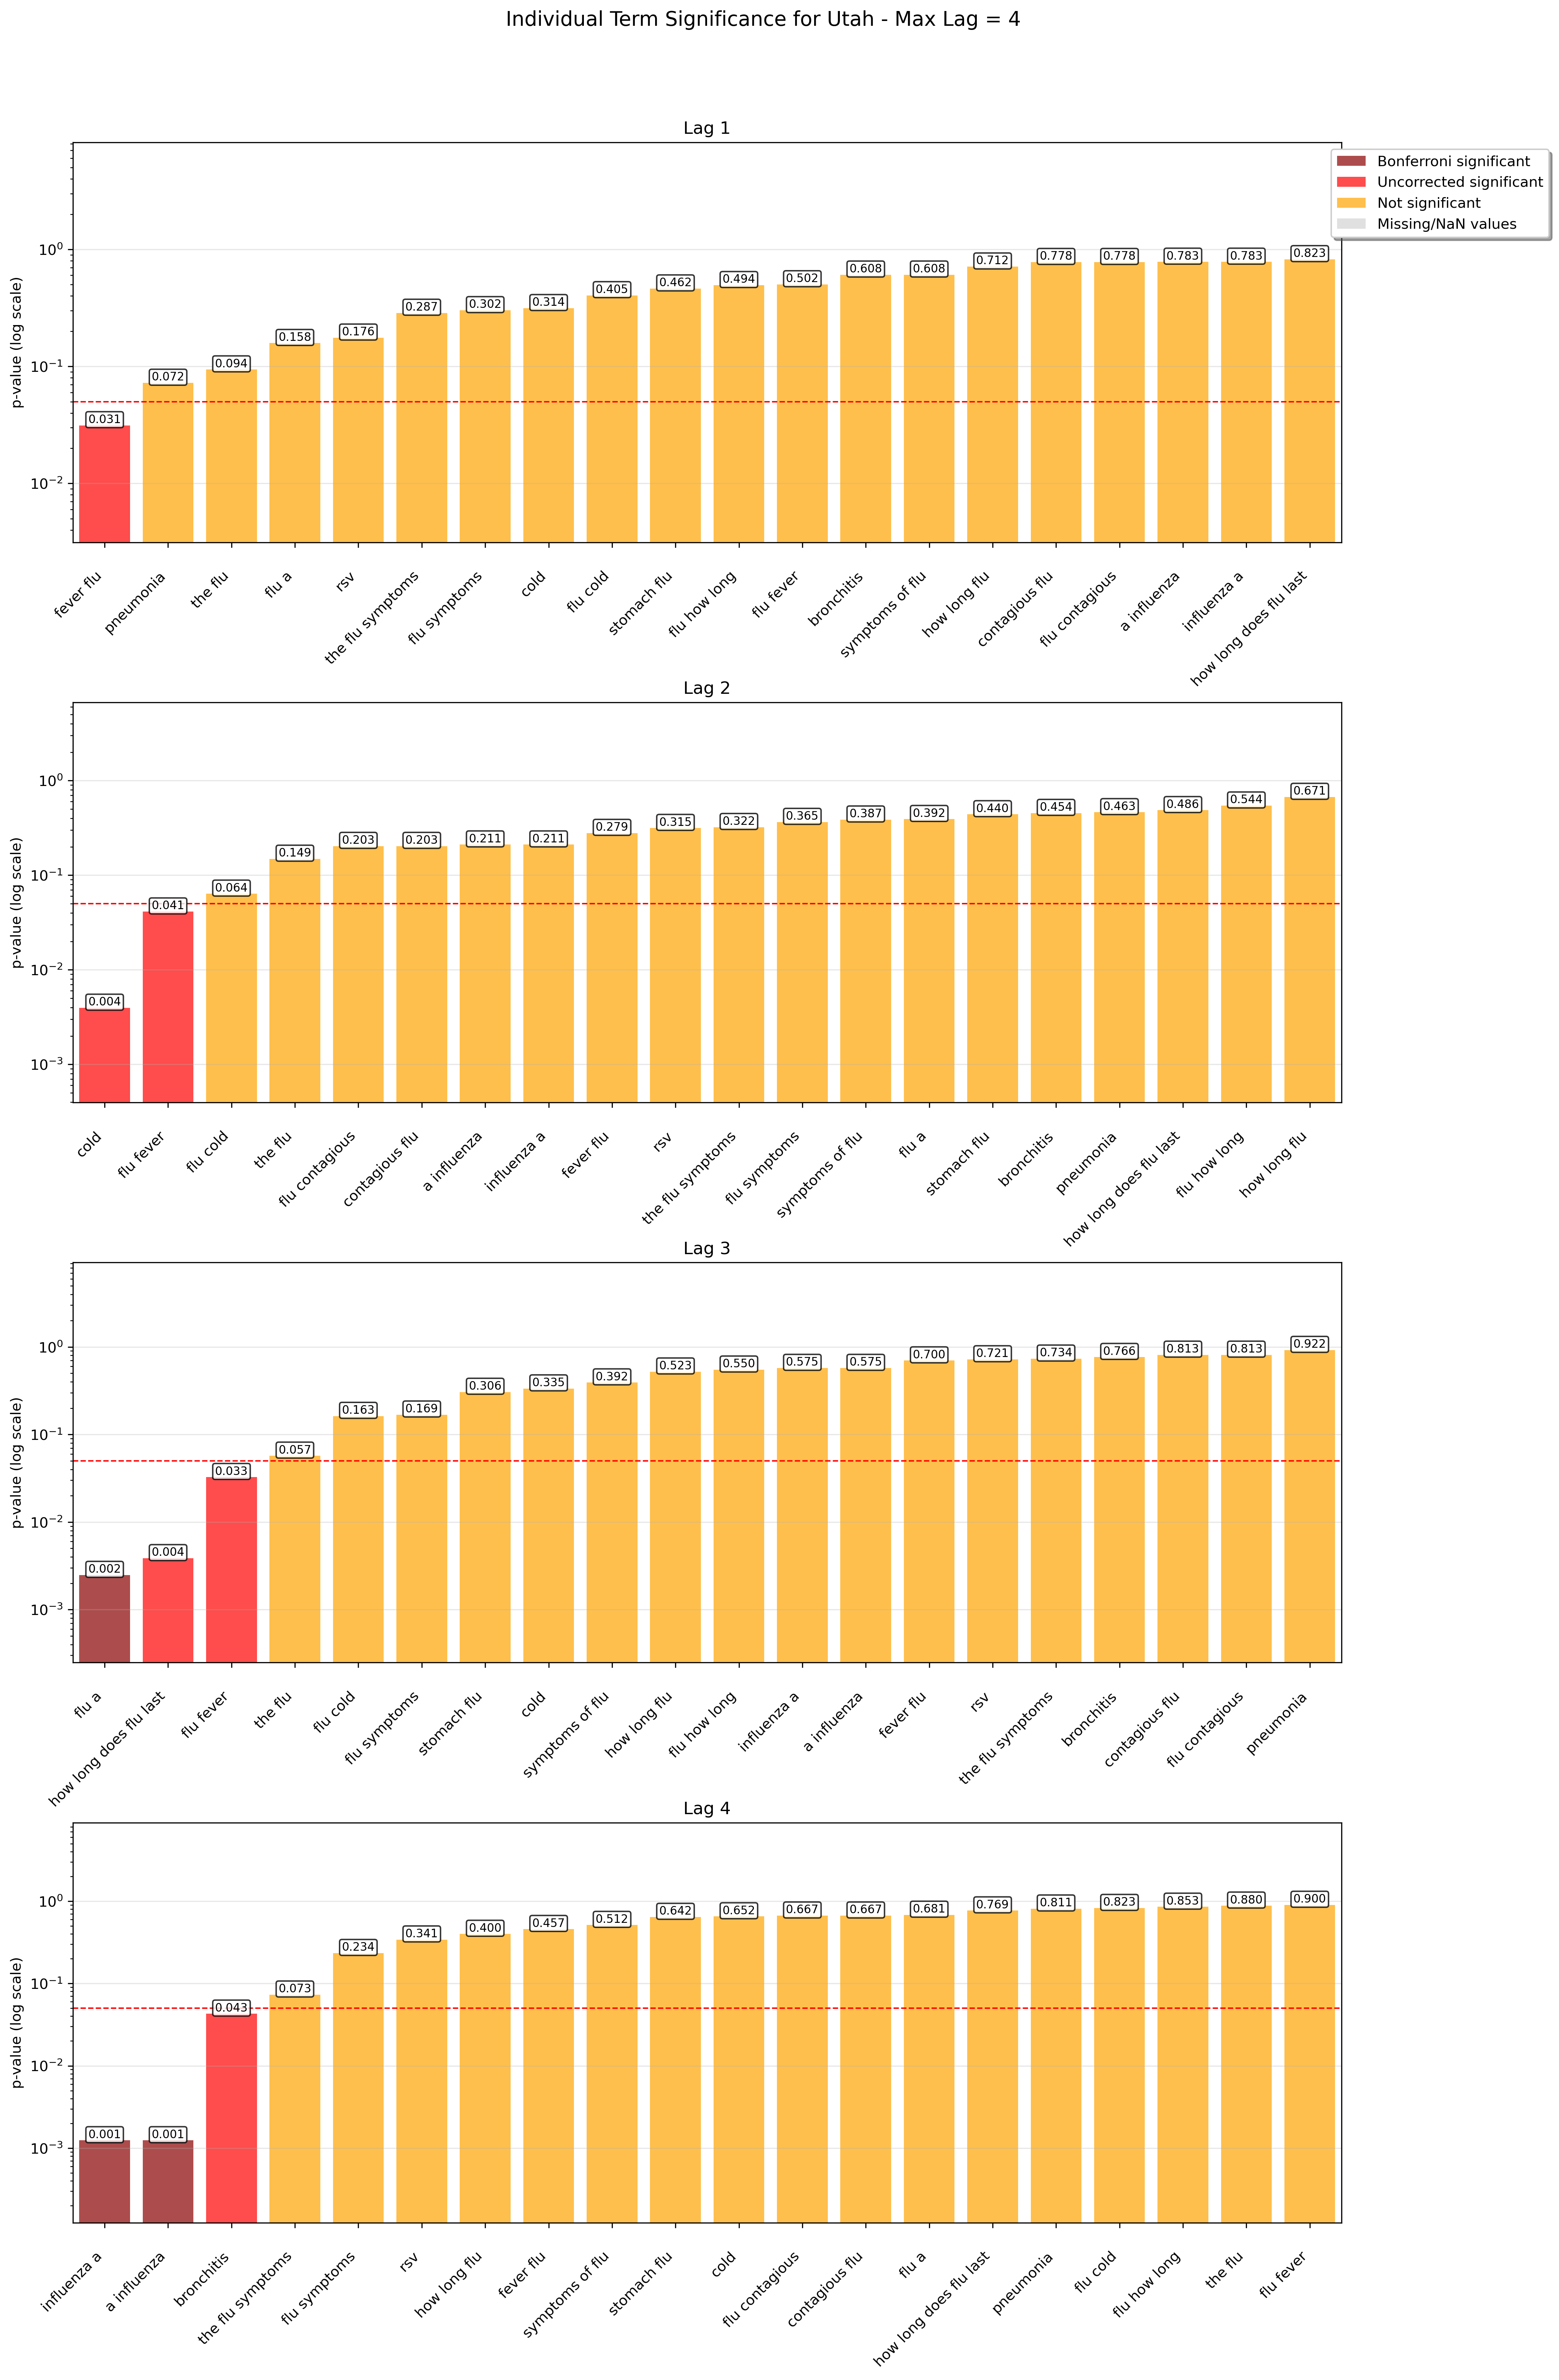 Individual Term Significance for Utah - Max Lag = 4
Lag 1
Bonferroni significant
Uncorrected significant
Not significant
Missing/NaN values
p-value (log scale)
10⁰
10⁻¹
10⁻²
0.031 0.072 0.094 0.158 0.176 0.287 0.302 0.314 0.405 0.462 0.494 0.502 0.608 0.608 0.712 0.778 0.778 0.783 0.783 0.823
fever flu
pneumonia
the flu
flu a
rsv
the flu symptoms
flu symptoms
cold
flu cold
stomach flu
flu how long
flu fever
bronchitis
symptoms of flu
how long flu
contagious flu
flu contagious
a influenza
influenza a
how long does flu last
Lag 2
p-value (log scale)
10⁰
10⁻¹
10⁻²
10⁻³
0.004 0.041 0.064 0.149 0.203 0.203 0.211 0.211 0.279 0.315 0.322 0.365 0.387 0.392 0.440 0.454 0.463 0.486 0.544 0.671
cold
flu fever
flu cold
the flu
flu contagious
contagious flu
a influenza
influenza a
fever flu
rsv
the flu symptoms
flu symptoms
symptoms of flu
flu a
stomach flu
bronchitis
pneumonia
how long does flu last
flu how long
how long flu
Lag 3
p-value (log scale)
10⁰
10⁻¹
10⁻²
10⁻³
0.002 0.004 0.033 0.057 0.163 0.169 0.306 0.335 0.392 0.523 0.550 0.575 0.575 0.700 0.721 0.734 0.766 0.813 0.813 0.922
flu a
how long does flu last
flu fever
the flu
flu cold
flu symptoms
stomach flu
cold
symptoms of flu
how long flu
flu how long
influenza a
a influenza
fever flu
rsv
the flu symptoms
bronchitis
contagious flu
flu contagious
pneumonia
Lag 4
p-value (log scale)
10⁰
10⁻¹
10⁻²
10⁻³
0.001 0.001 0.043 0.073 0.234 0.341 0.400 0.457 0.512 0.642 0.652 0.667 0.667 0.681 0.769 0.811 0.823 0.853 0.880 0.900
influenza a
a influenza
bronchitis
the flu symptoms
flu symptoms
rsv
how long flu
fever flu
symptoms of flu
stomach flu
cold
flu contagious
contagious flu
flu a
how long does flu last
pneumonia
flu cold
flu how long
the flu
flu fever